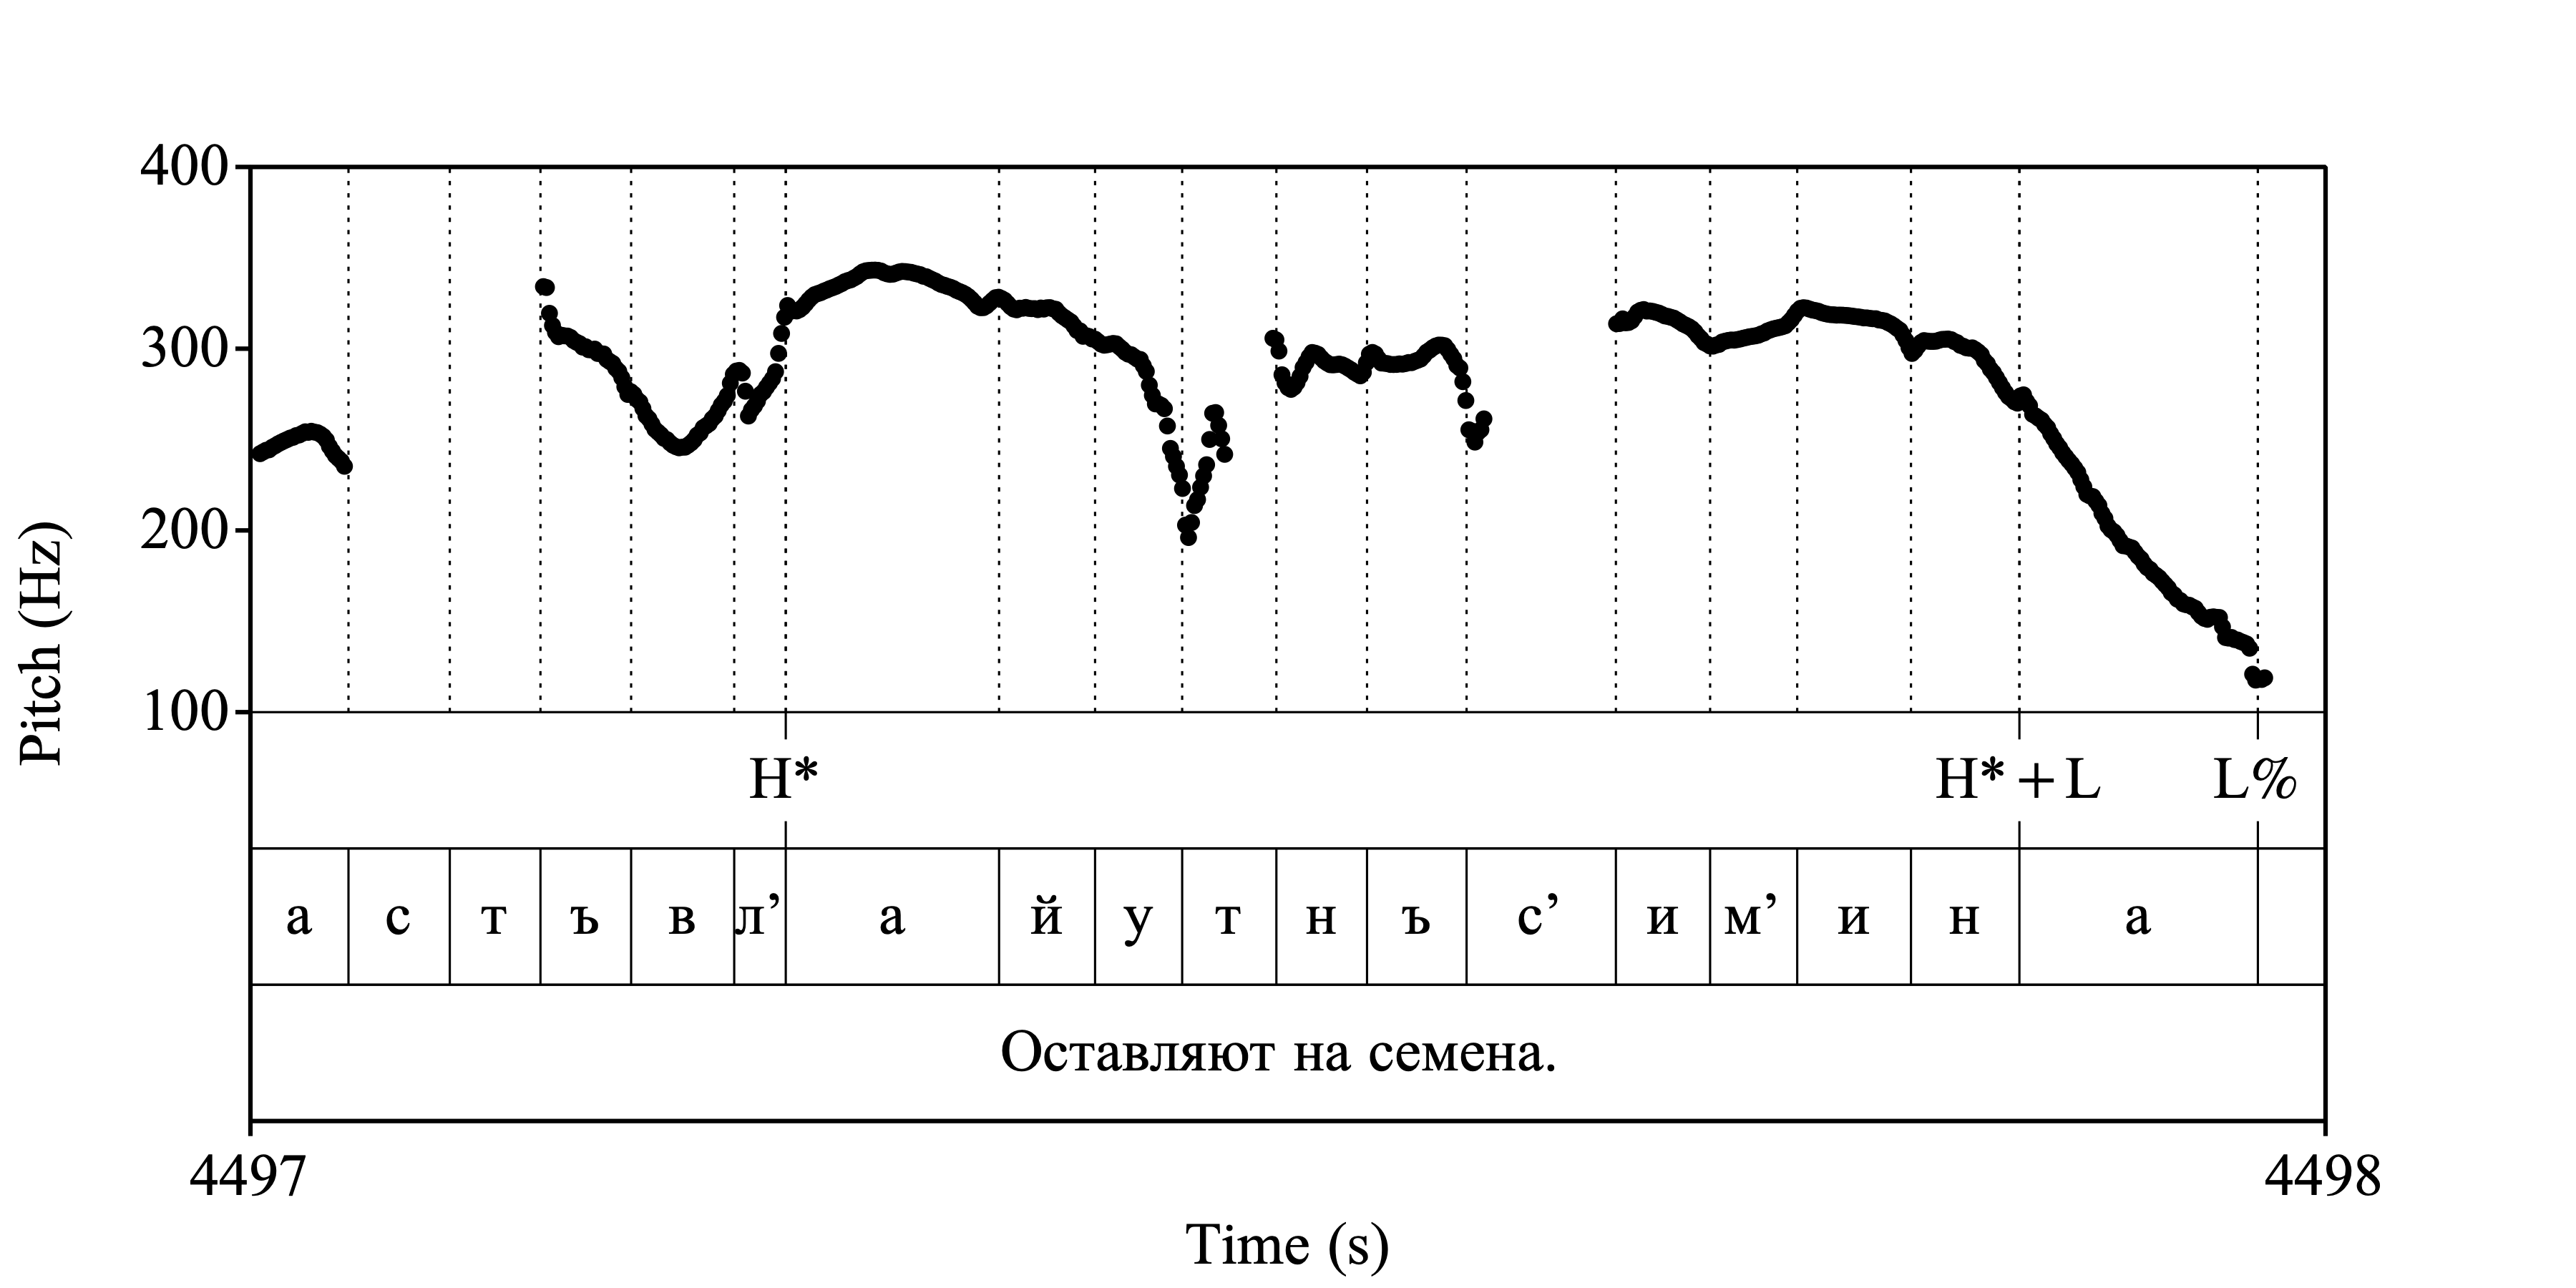 400
300
200
100
Pitch (Hz)
H* H* + L L%
а с т ъ в л’ а й у т н ъ с’ и м’ и н а
Оставляют на семена.
4497 4498
Time (s)